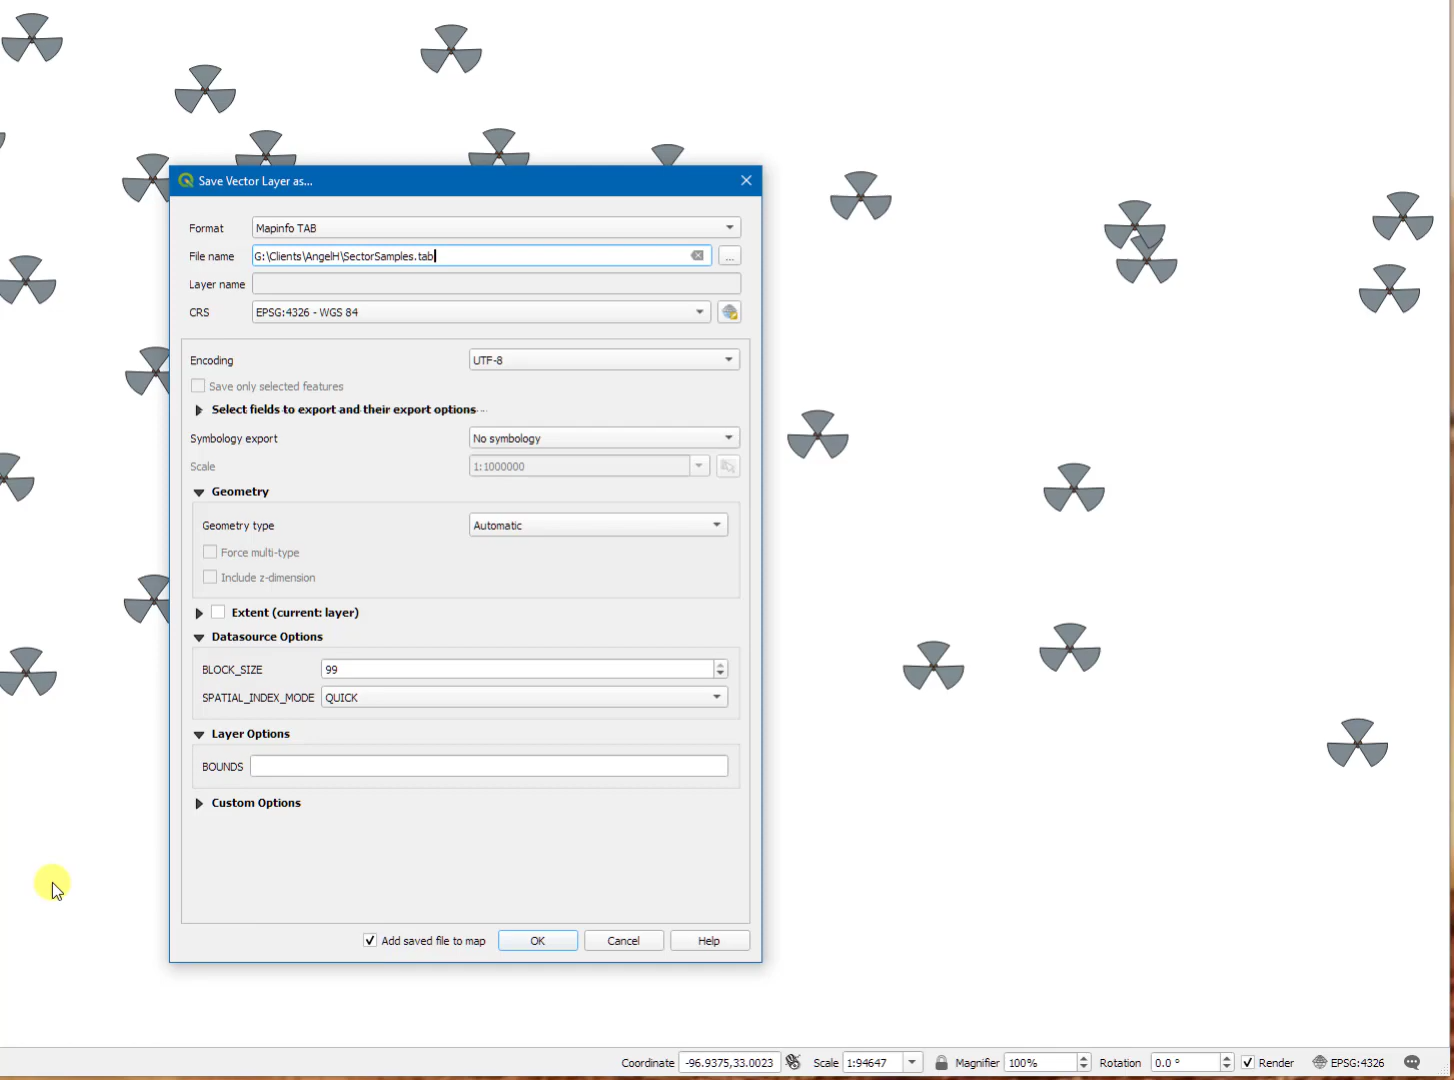 Save Vector Layer as...
Format Mapinfo TAB
File name G:\Clients\AngelH\SectorSamples.tab ...
Layer name
CRS EPSG:4326 - WGS 84
Encoding UTF-8
Save only selected features
Select fields to export and their export options
Symbology export No symbology
Scale 1:1000000
Geometry
Geometry type Automatic
Force multi-type
Include z-dimension
Extent (current: layer)
Datasource Options
BLOCK_SIZE 99
SPATIAL_INDEX_MODE QUICK
Layer Options
BOUNDS
Custom Options
Add saved file to map OK Cancel Help
Coordinate -96.9375,33.0023 Scale 1:94647 Magnifier 100% Rotation 0.0 ° Render EPSG:4326